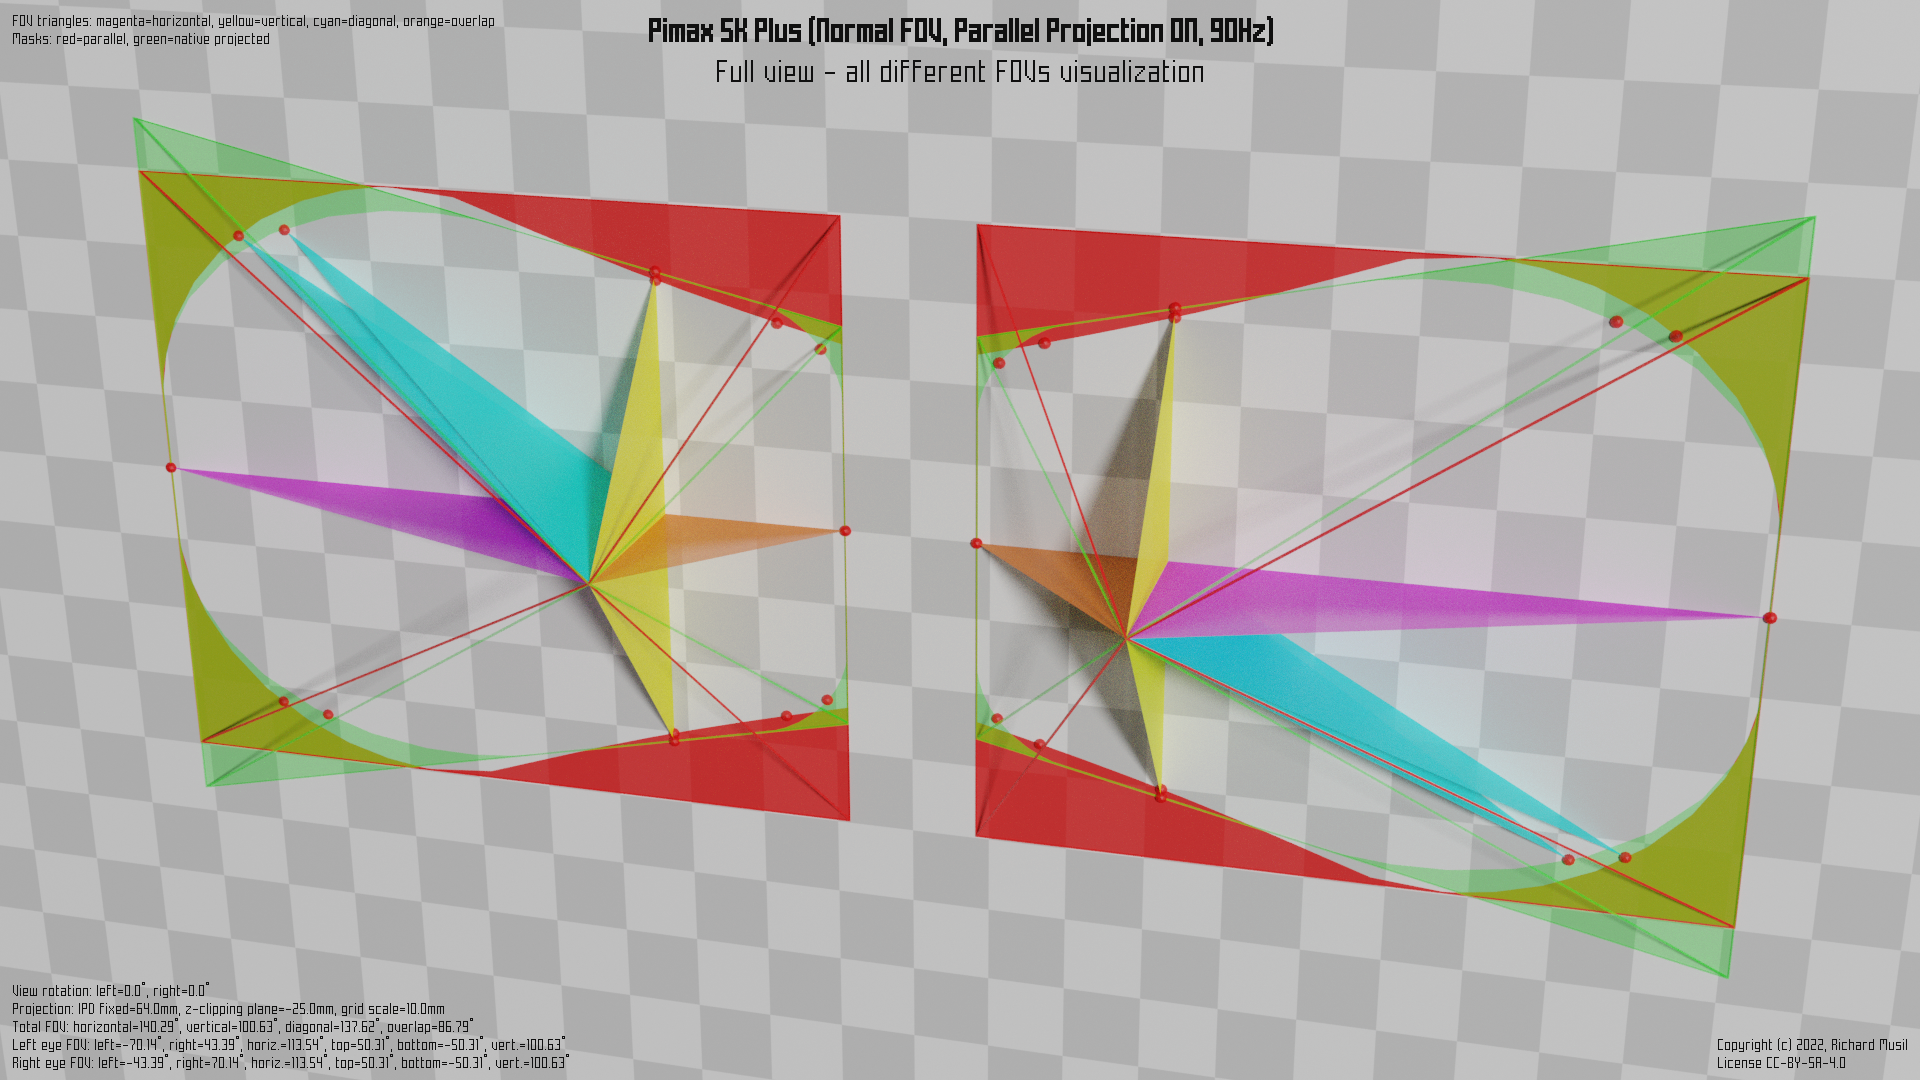 FOV triangles: magenta=horizontal, yellow=vertical, cyan=diagonal, orange=overlap
Masks: red=parallel, green=native projected
Pimax 5K Plus (Normal FOV, Parallel Projection ON, 90Hz)
Full view - all different FOVs visualization
View rotation: left=0.0°, right=0.0°
Projection: IPD fixed=64.0mm, z-clipping plane=-25.0mm, grid scale=10.0mm
Total FOV: horizontal=140.29°, vertical=100.63°, diagonal=137.62°, overlap=86.79°
Left eye FOV: left=-70.14°, right=43.39°, horiz.=113.54°, top=50.31°, bottom=-50.31°, vert.=100.63°
Right eye FOV: left=-43.39°, right=70.14°, horiz.=113.54°, top=50.31°, bottom=-50.31°, vert.=100.63°
Copyright (c) 2022, Richard Musil
License CC-BY-SA-4.0